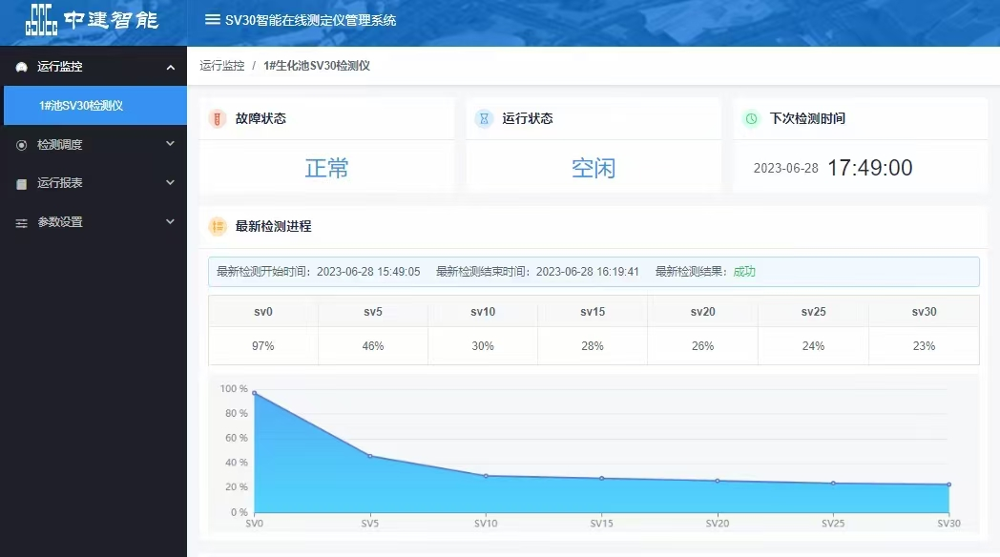 中建智能
SV30智能在线测定仪管理系统
运行监控
1#池SV30检测仪
检测调度
运行报表
参数设置
运行监控 / 1#生化池SV30检测仪
故障状态
正常
运行状态
空闲
下次检测时间
2023-06-28 17:49:00
最新检测进程
最新检测开始时间：2023-06-28 15:49:05 最新检测结束时间：2023-06-28 16:19:41 最新检测结果：成功
sv0 sv5 sv10 sv15 sv20 sv25 sv30
97% 46% 30% 28% 26% 24% 23%
100 %
80 %
60 %
40 %
20 %
0 %
SV0 SV5 SV10 SV15 SV20 SV25 SV30